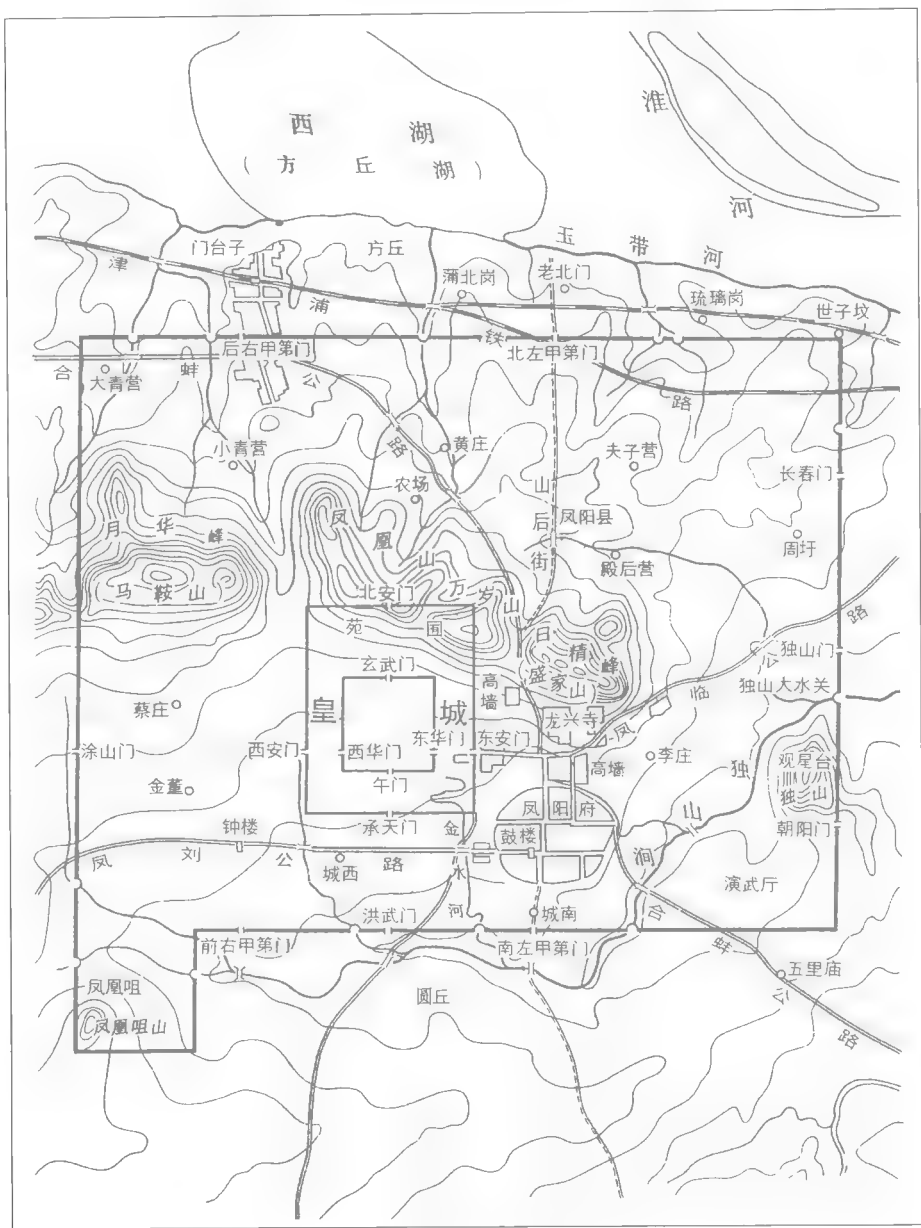 西湖
（方丘湖）
淮河
玉带河
门台子
方丘
津浦铁路
蒲北岗
老北门
琉璃岗
世子坟
后右甲第门
北左甲第门
合蚌公路
大青营
小青营
黄庄
夫子营
长春门
农场
山后街
凤阳县
周圩
月华峰
凤凰山
殿后营
马鞍山
北安门
万岁山
日精峰
苑囿
独山门
玄武门
盛家山
凤临公路
独山大水关
高墙
蔡庄
皇城
龙兴寺
涂山门
西安门
西华门
东华门
东安门
高墙
李庄
观星台
独山
金董
午门
凤阳府
独山涧
朝阳门
钟楼
承天门
金水河
鼓楼
凤刘公路
城西
演武厅
洪武门
城南
合蚌公路
前右甲第门
南左甲第门
五里庙
凤凰咀
圆丘
凤凰咀山